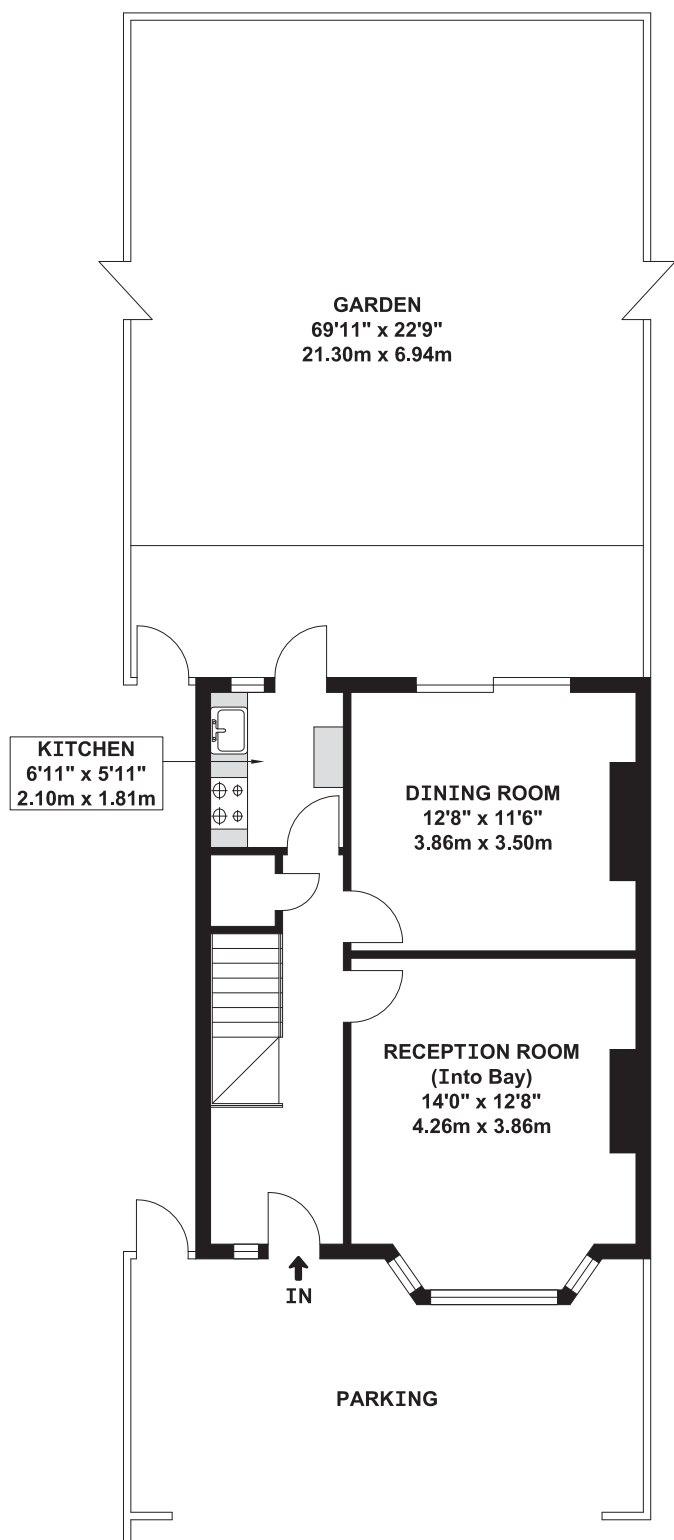 GARDEN
69'11" x 22'9"
21.30m x 6.94m
KITCHEN
6'11" x 5'11"
2.10m x 1.81m
DINING ROOM
12'8" x 11'6"
3.86m x 3.50m
RECEPTION ROOM
(Into Bay)
14'0" x 12'8"
4.26m x 3.86m
IN
PARKING